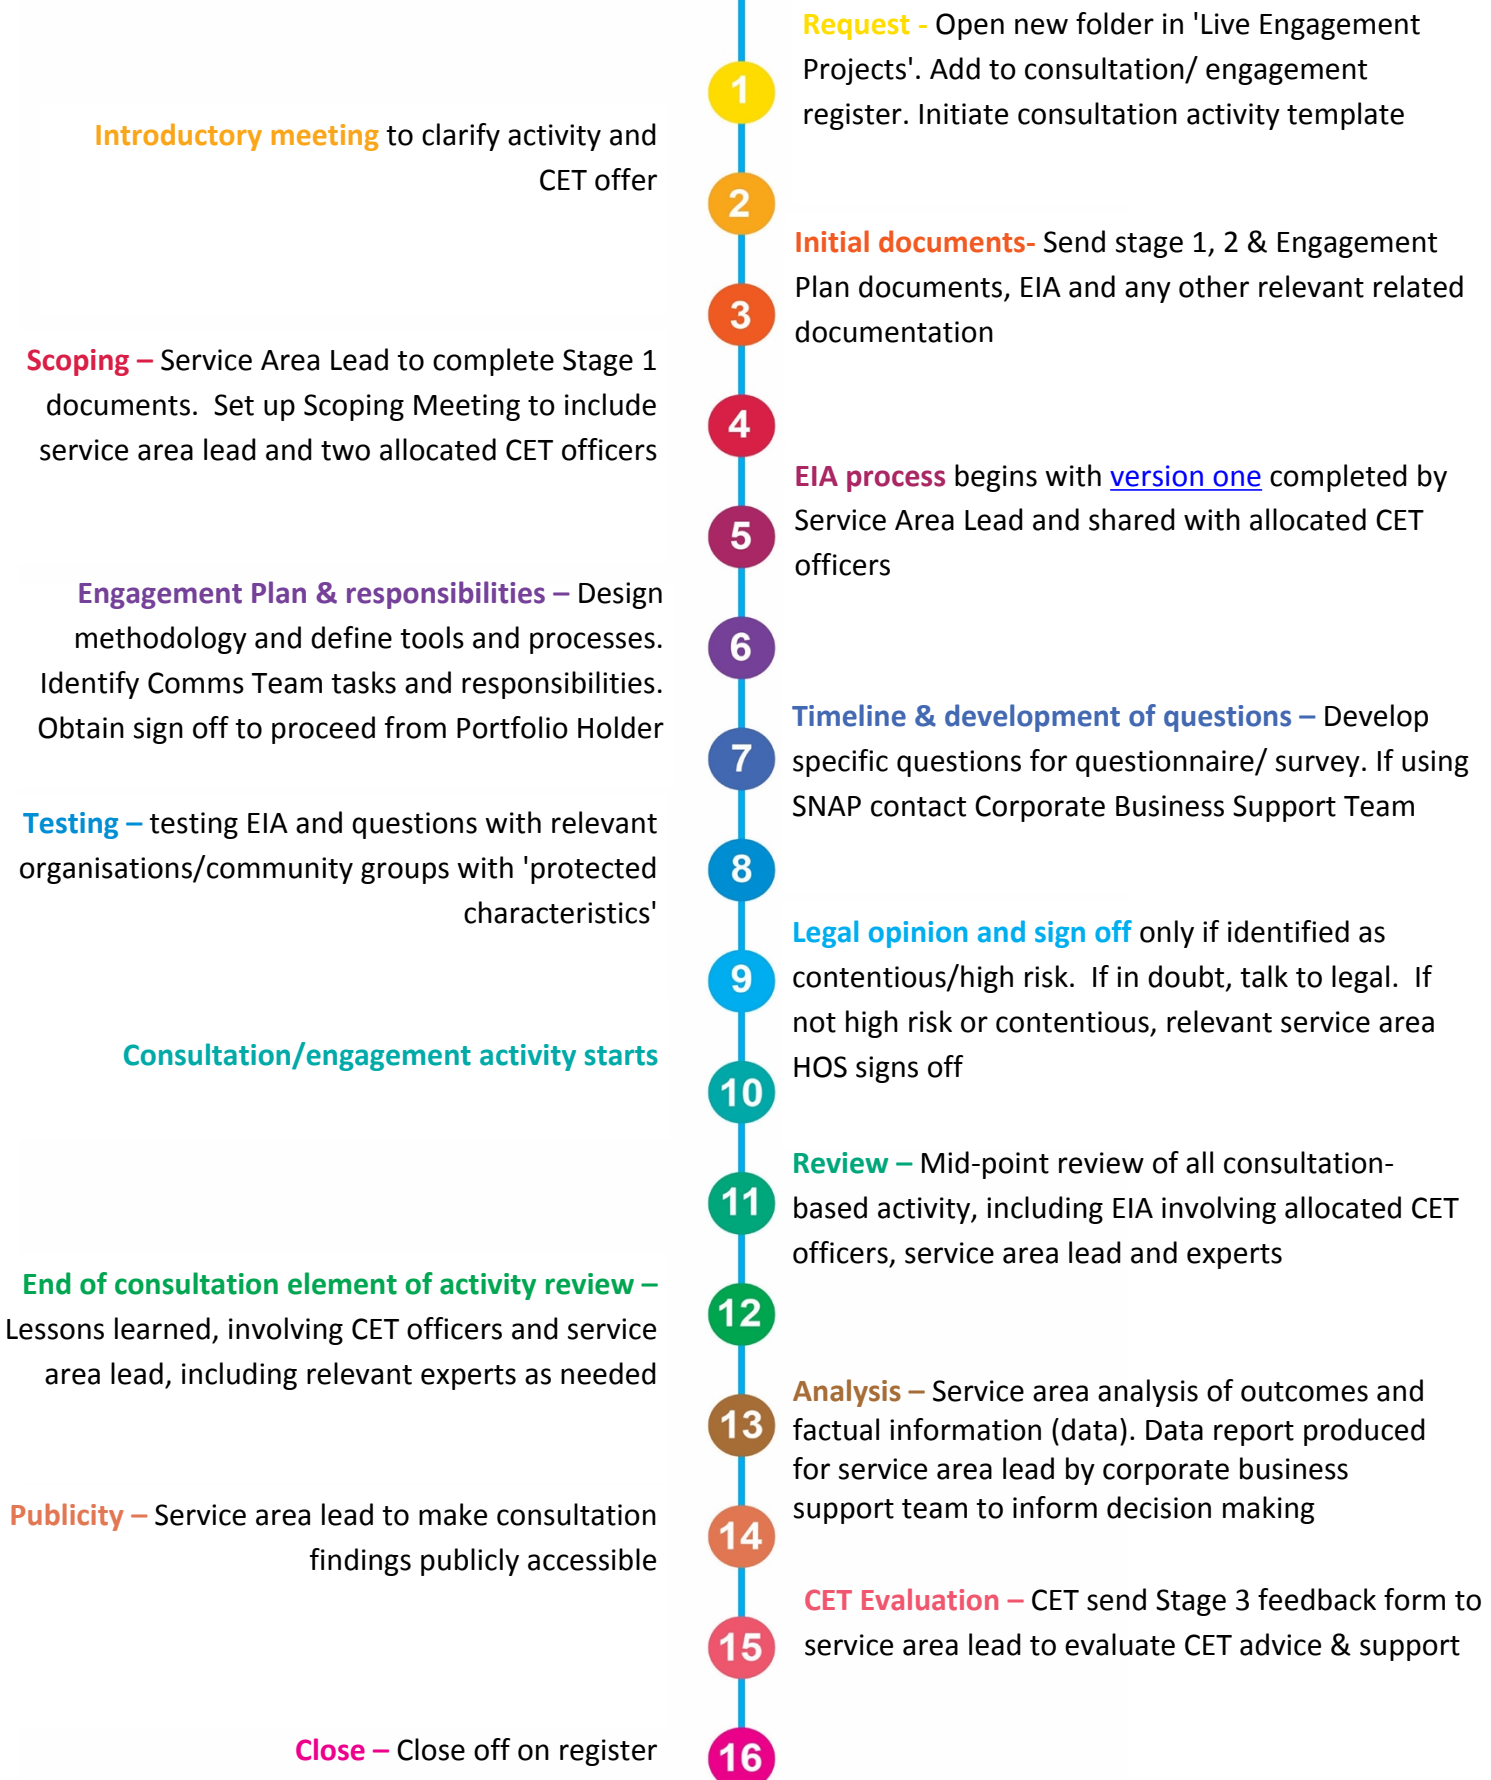 Request - Open new folder in 'Live Engagement
Projects'. Add to consultation/ engagement
register. Initiate consultation activity template
1
Introductory meeting to clarify activity and
CET offer
2
Initial documents- Send stage 1, 2 & Engagement
Plan documents, EIA and any other relevant related
documentation
3
Scoping – Service Area Lead to complete Stage 1
documents.  Set up Scoping Meeting to include
service area lead and two allocated CET officers
4
EIA process begins with version one completed by
Service Area Lead and shared with allocated CET
officers
5
Engagement Plan & responsibilities – Design
methodology and define tools and processes.
Identify Comms Team tasks and responsibilities.
Obtain sign off to proceed from Portfolio Holder
6
Timeline & development of questions – Develop
specific questions for questionnaire/ survey. If using
SNAP contact Corporate Business Support Team
7
Testing – testing EIA and questions with relevant
organisations/community groups with 'protected
characteristics'
8
Legal opinion and sign off only if identified as
contentious/high risk.  If in doubt, talk to legal.  If
not high risk or contentious, relevant service area
HOS signs off
9
Consultation/engagement activity starts
10
Review – Mid-point review of all consultation-
based activity, including EIA involving allocated CET
officers, service area lead and experts
11
End of consultation element of activity review –
Lessons learned, involving CET officers and service
area lead, including relevant experts as needed
12
Analysis – Service area analysis of outcomes and
factual information (data). Data report produced
for service area lead by corporate business
support team to inform decision making
13
Publicity – Service area lead to make consultation
findings publicly accessible
14
CET Evaluation – CET send Stage 3 feedback form to
service area lead to evaluate CET advice & support
15
Close – Close off on register
16